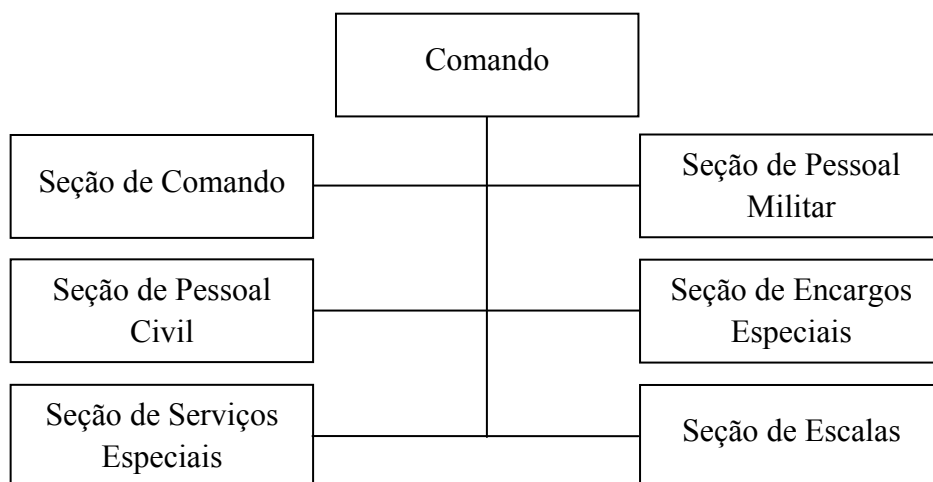 Comando
Seção de Comando
Seção de Pessoal
Militar
Seção de Pessoal
Civil
Seção de Encargos
Especiais
Seção de Serviços
Especiais
Seção de Escalas